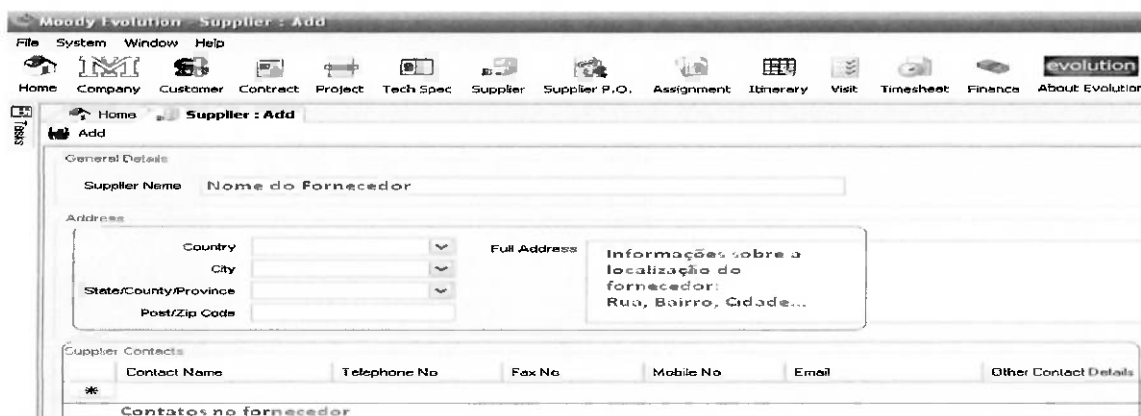 Moody Evolution - Supplier : Add
File System Window Help
evolution
Home Company Customer Contract Project Tech Spec Supplier Supplier P.O. Assignment Itinerary Visit Timesheet Finance About Evolution
Tasks
Home Supplier : Add
Add
General Details
Supplier Name Nome do Fornecedor
Address
Country
City
State/County/Province
Post/Zip Code
Full Address
Informações sobre a
localização do
fornecedor:
Rua, Bairro, Cidade...
Supplier Contacts
Contact Name Telephone No Fax No Mobile No Email Other Contact Details
*
Contatos no fornecedor